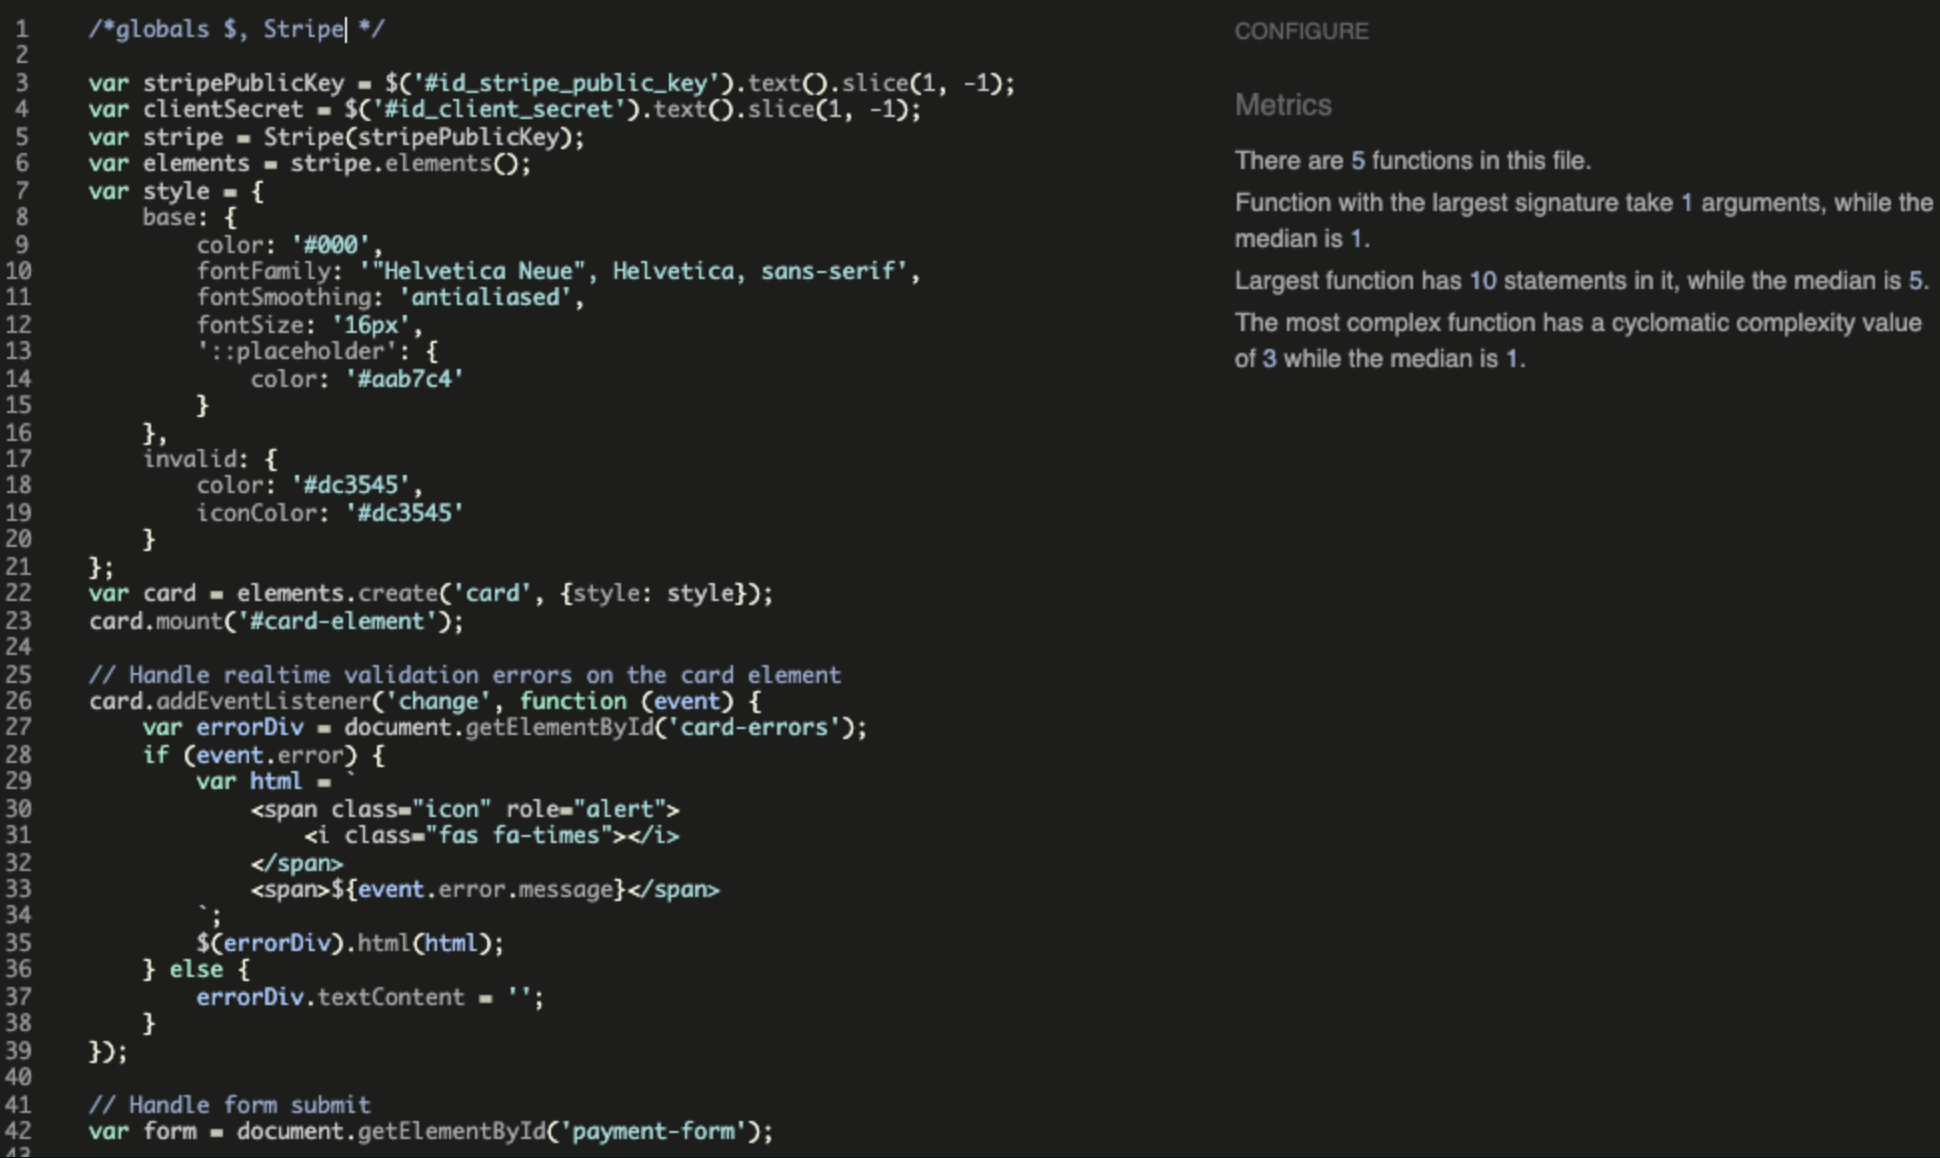 1 /*globals $, Stripe */
2
3 var stripePublicKey = $('#id_stripe_public_key').text().slice(1, -1);
4 var clientSecret = $('#id_client_secret').text().slice(1, -1);
5 var stripe = Stripe(stripePublicKey);
6 var elements = stripe.elements();
7 var style = {
8     base: {
9         color: '#000',
10         fontFamily: '"Helvetica Neue", Helvetica, sans-serif',
11         fontSmoothing: 'antialiased',
12         fontSize: '16px',
13         '::placeholder': {
14             color: '#aab7c4'
15         }
16     },
17     invalid: {
18         color: '#dc3545',
19         iconColor: '#dc3545'
20     }
21 };
22 var card = elements.create('card', {style: style});
23 card.mount('#card-element');
24
25 // Handle realtime validation errors on the card element
26 card.addEventListener('change', function (event) {
27     var errorDiv = document.getElementById('card-errors');
28     if (event.error) {
29         var html = `
30             <span class="icon" role="alert">
31                 <i class="fas fa-times"></i>
32             </span>
33             <span>${event.error.message}</span>
34         `;
35         $(errorDiv).html(html);
36     } else {
37         errorDiv.textContent = '';
38     }
39 });
40
41 // Handle form submit
42 var form = document.getElementById('payment-form');
43
CONFIGURE
Metrics
There are 5 functions in this file.
Function with the largest signature take 1 arguments, while the
median is 1.
Largest function has 10 statements in it, while the median is 5.
The most complex function has a cyclomatic complexity value
of 3 while the median is 1.